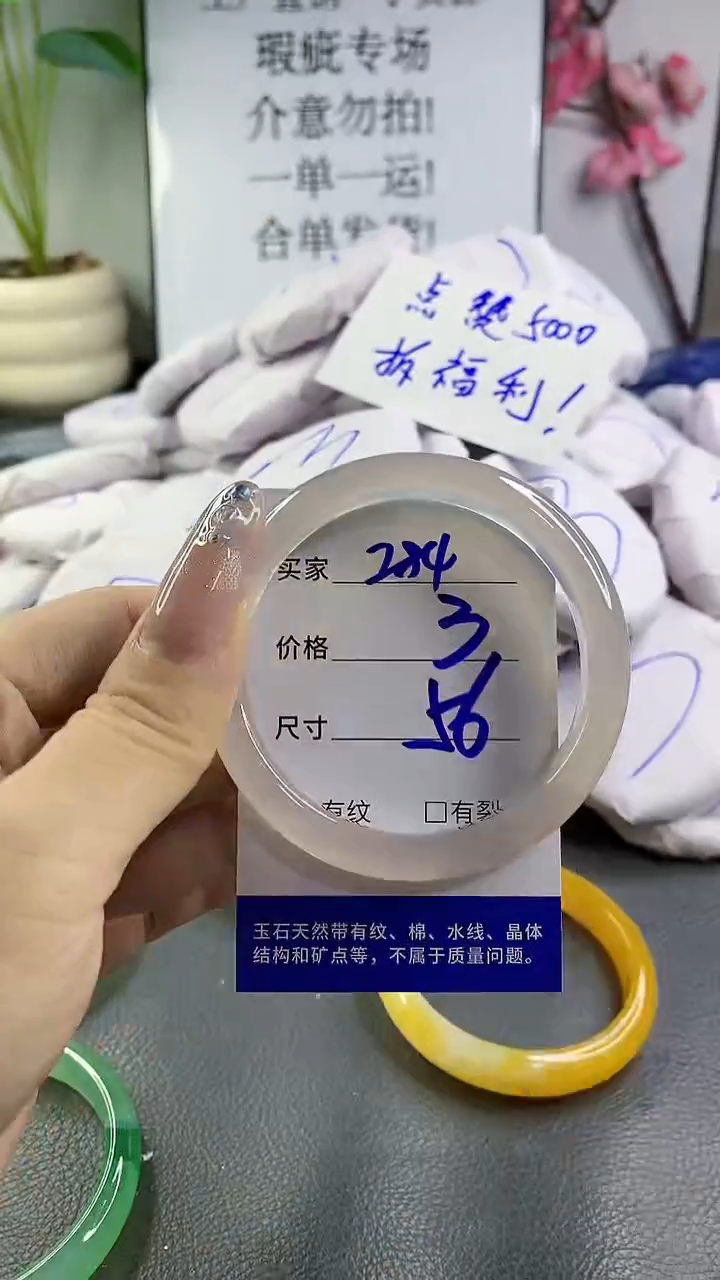 瑕疵专场
介意勿拍!
一单一运!
合单发货!
点赞5000
拆福利!
买家 284
价格 3
尺寸 56
有纹 □有裂
玉石天然带有纹、棉、水线、晶体
结构和矿点等，不属于质量问题。